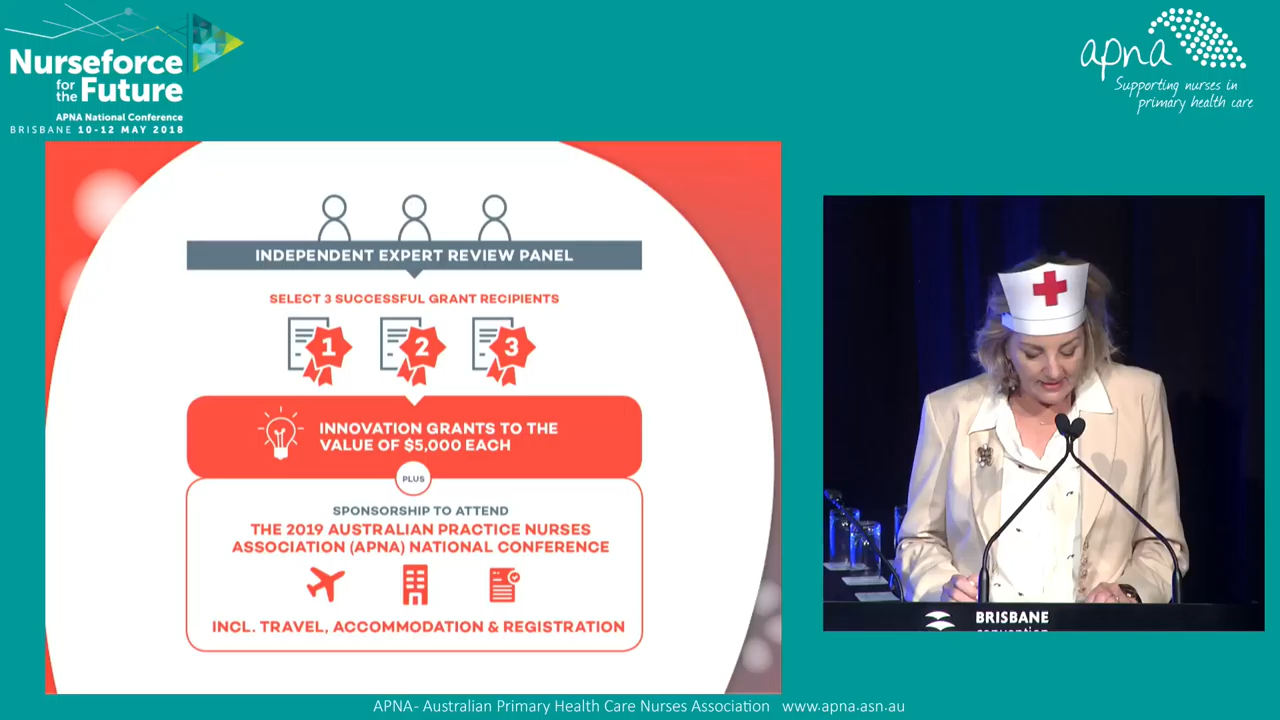 Nurseforce
for the Future
APNA National Conference
BRISBANE 10-12 MAY 2018
apna
Supporting nurses in
primary health care
INDEPENDENT EXPERT REVIEW PANEL
SELECT 3 SUCCESSFUL GRANT RECIPIENTS
1 2 3
INNOVATION GRANTS TO THE
VALUE OF $5,000 EACH
PLUS
SPONSORSHIP TO ATTEND
THE 2019 AUSTRALIAN PRACTICE NURSES
ASSOCIATION (APNA) NATIONAL CONFERENCE
INCL. TRAVEL, ACCOMMODATION & REGISTRATION
BRISBANE
convention
APNA- Australian Primary Health Care Nurses Association www.apna.asn.au